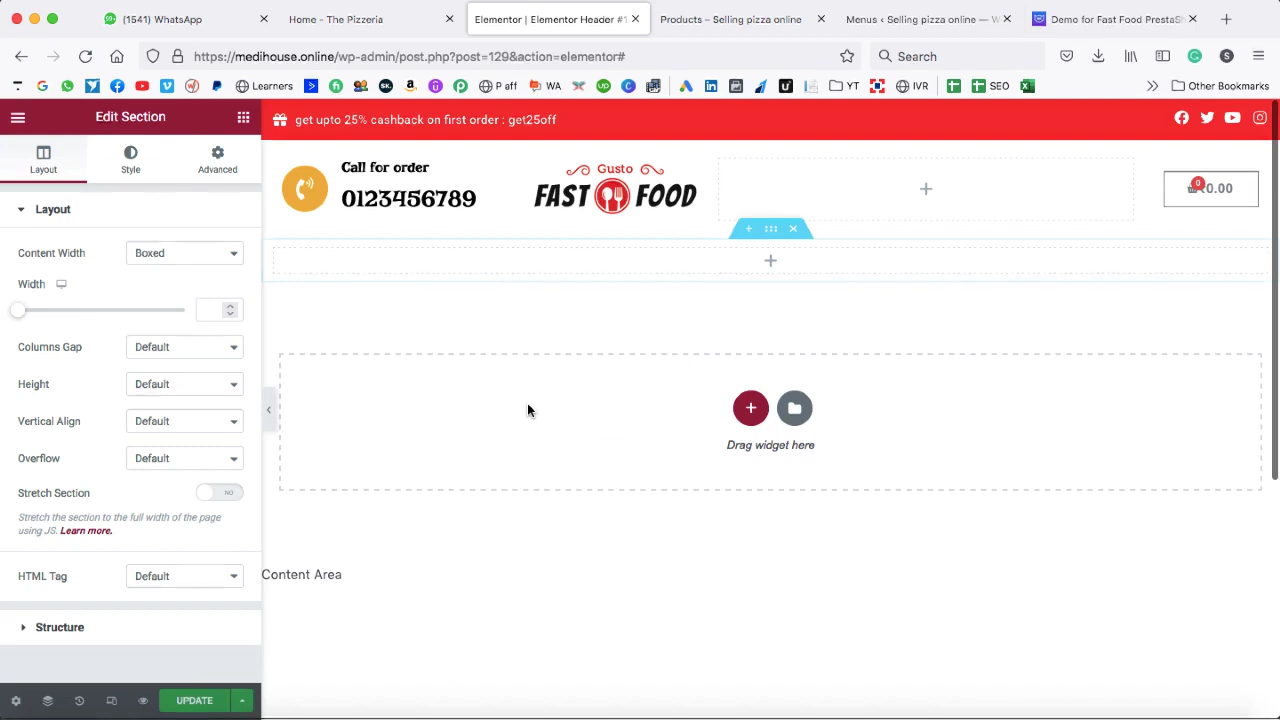 (1541) WhatsApp
Home - The Pizzeria
Elementor | Elementor Header #1
Products – Selling pizza online —
Menus ‹ Selling pizza online — W
Demo for Fast Food PrestaSh
https://medihouse.online/wp-admin/post.php?post=129&action=elementor#
Search
Learners
P aff
WA
YT
IVR
SEO
Other Bookmarks
Edit Section
get upto 25% cashback on first order : get25off
Layout
Style
Advanced
Call for order
0123456789
Gusto
FAST FOOD
0
0.00
Layout
Content Width
Boxed
Width
Columns Gap
Default
Height
Default
Vertical Align
Default
Overflow
Default
Stretch Section
NO
Stretch the section to the full width of the page
using JS. Learn more.
HTML Tag
Default
Structure
UPDATE
Drag widget here
Content Area